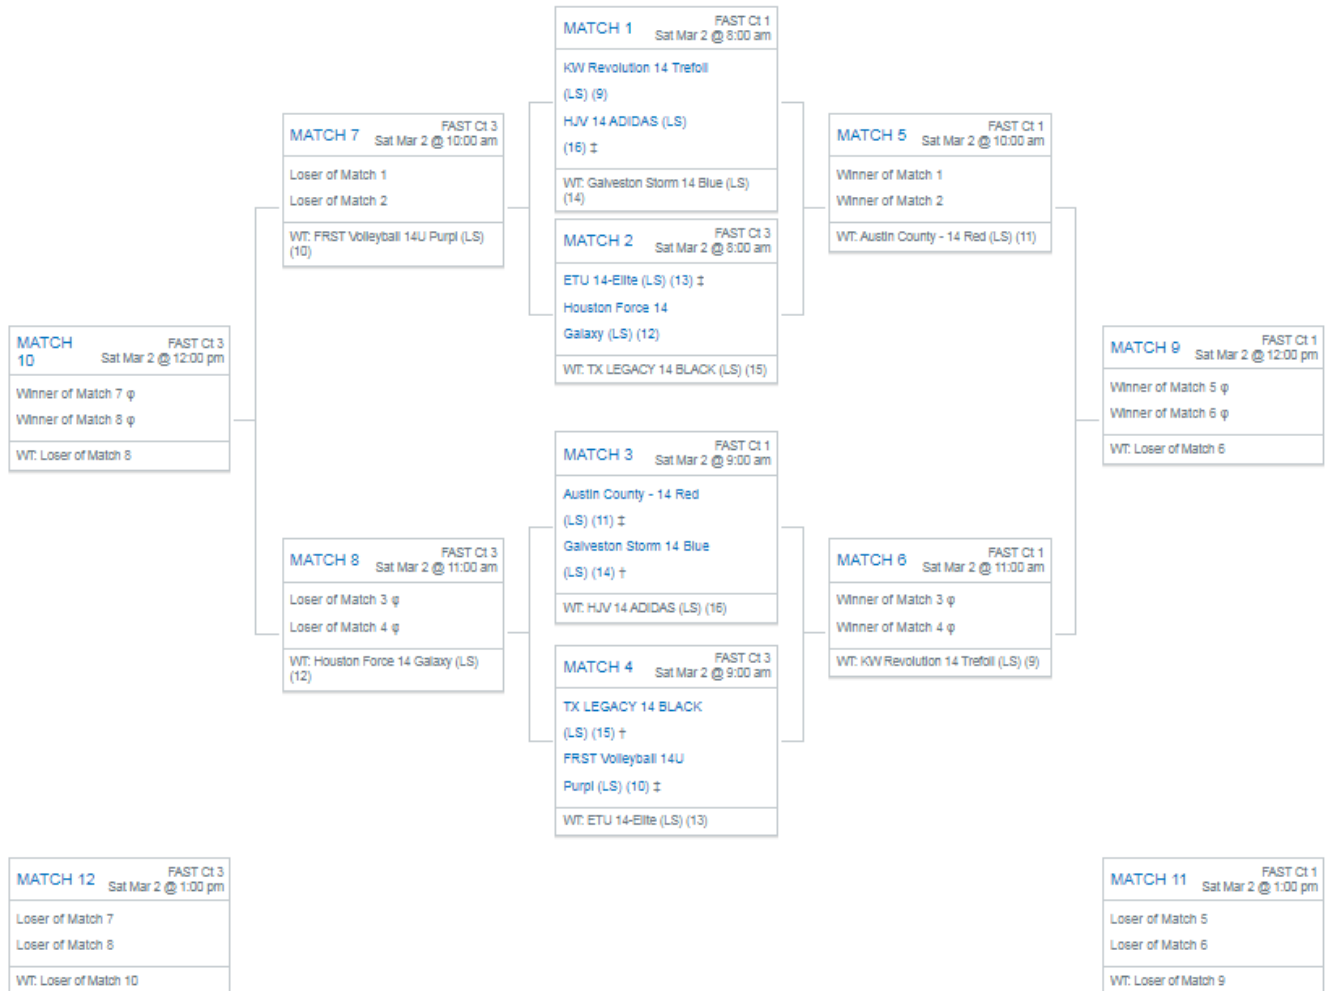 MATCH 1
FAST Ct 1
Sat Mar 2 @ 8:00 am
KW Revolution 14 Trefoil
(LS) (9)
HJV 14 ADIDAS (LS)
(16) ‡
WT: Galveston Storm 14 Blue (LS)
(14)
MATCH 7
FAST Ct 3
Sat Mar 2 @ 10:00 am
Loser of Match 1
Loser of Match 2
WT: FRST Volleyball 14U Purpl (LS)
(10)
MATCH 5
FAST Ct 1
Sat Mar 2 @ 10:00 am
Winner of Match 1
Winner of Match 2
WT: Austin County - 14 Red (LS) (11)
MATCH 2
FAST Ct 3
Sat Mar 2 @ 8:00 am
ETU 14-Elite (LS) (13) ‡
Houston Force 14
Galaxy (LS) (12)
WT: TX LEGACY 14 BLACK (LS) (15)
MATCH
10
FAST Ct 3
Sat Mar 2 @ 12:00 pm
Winner of Match 7 φ
Winner of Match 8 φ
WT: Loser of Match 8
MATCH 9
FAST Ct 1
Sat Mar 2 @ 12:00 pm
Winner of Match 5 φ
Winner of Match 6 φ
WT: Loser of Match 6
MATCH 3
FAST Ct 1
Sat Mar 2 @ 9:00 am
Austin County - 14 Red
(LS) (11) ‡
Galveston Storm 14 Blue
(LS) (14) †
WT: HJV 14 ADIDAS (LS) (16)
MATCH 8
FAST Ct 3
Sat Mar 2 @ 11:00 am
Loser of Match 3 φ
Loser of Match 4 φ
WT: Houston Force 14 Galaxy (LS)
(12)
MATCH 6
FAST Ct 1
Sat Mar 2 @ 11:00 am
Winner of Match 3 φ
Winner of Match 4 φ
WT: KW Revolution 14 Trefoil (LS) (9)
MATCH 4
FAST Ct 3
Sat Mar 2 @ 9:00 am
TX LEGACY 14 BLACK
(LS) (15) †
FRST Volleyball 14U
Purpl (LS) (10) ‡
WT: ETU 14-Elite (LS) (13)
MATCH 12
FAST Ct 3
Sat Mar 2 @ 1:00 pm
Loser of Match 7
Loser of Match 8
WT: Loser of Match 10
MATCH 11
FAST Ct 1
Sat Mar 2 @ 1:00 pm
Loser of Match 5
Loser of Match 6
WT: Loser of Match 9